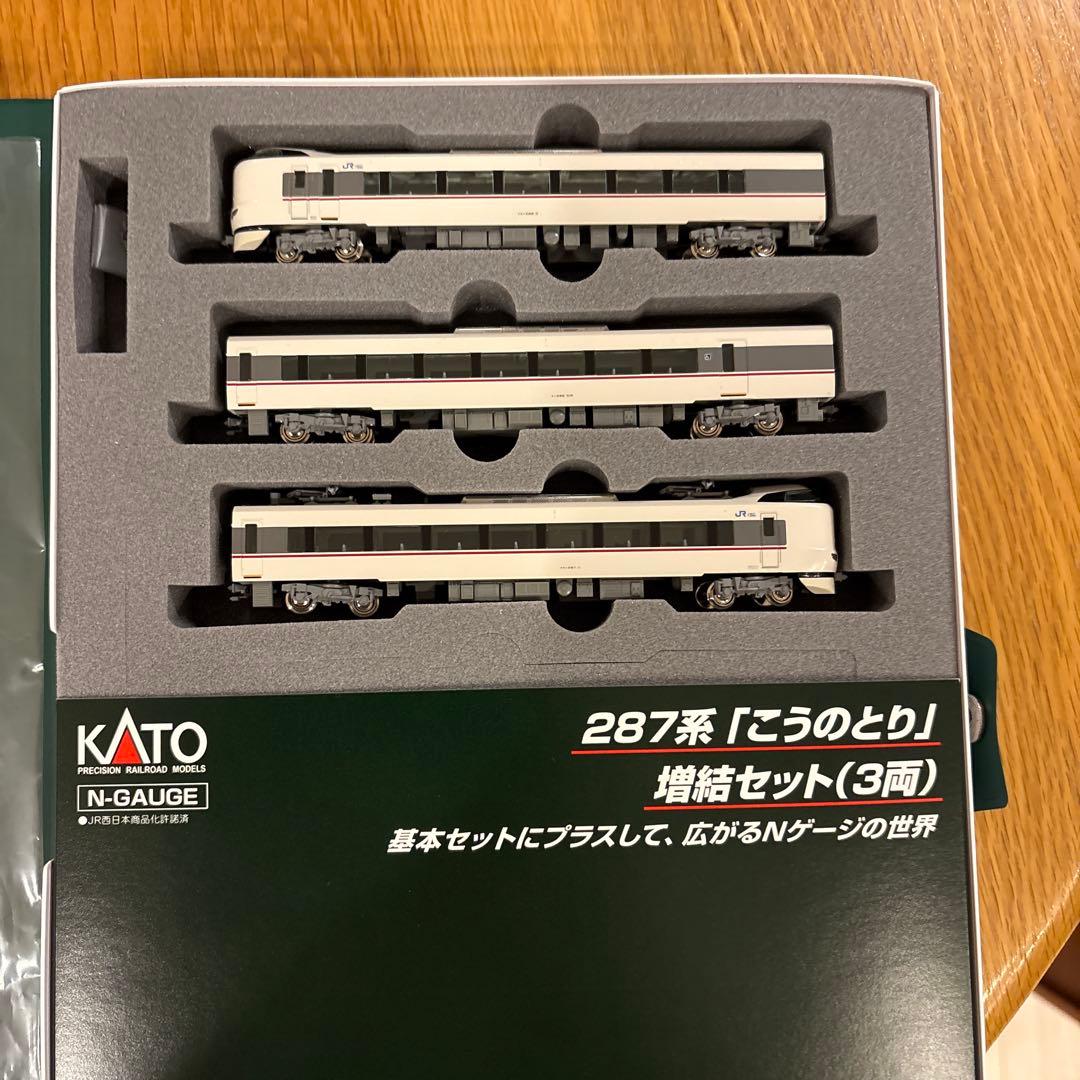 JR
JR
KATO
PRECISION RAILROAD MODELS
N-GAUGE
●JR西日本商品化許諾済
287系「こうのとり」
増結セット(3両)
基本セットにプラスして、広がるNゲージの世界